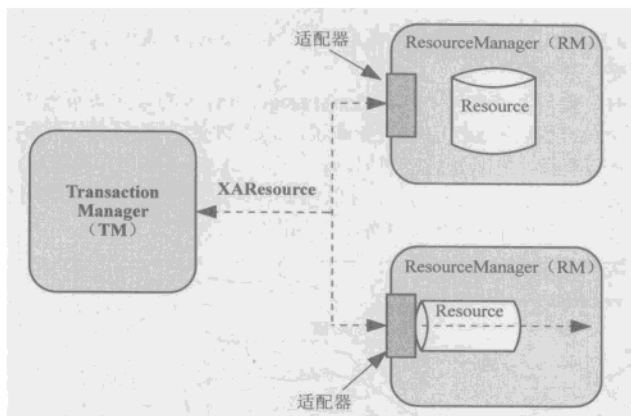 适配器
ResourceManager（RM）
Resource
Transaction
Manager
（TM）
XAResource
ResourceManager（RM）
Resource
适配器